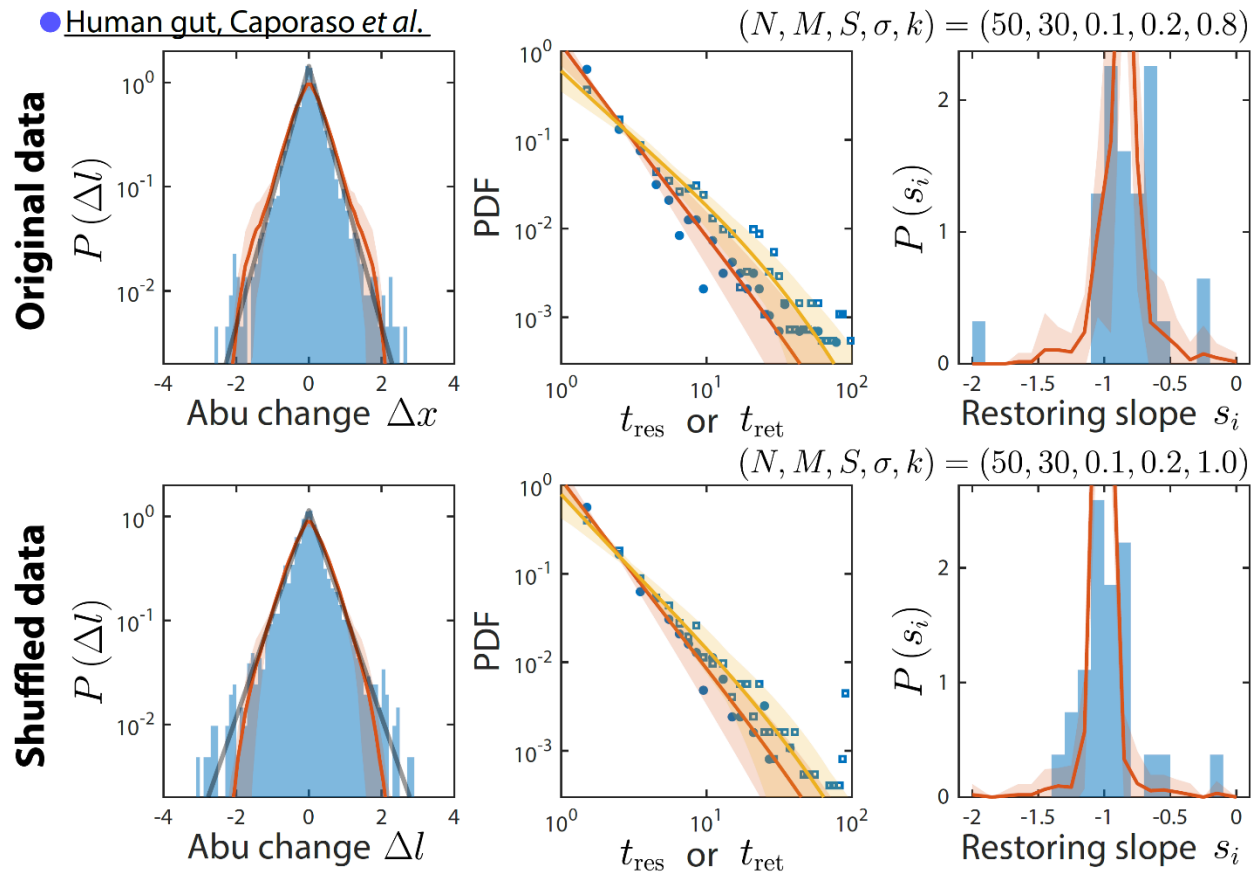 Human gut, Caporaso et al.
(N, M, S, σ, k) = (50, 30, 0.1, 0.2, 0.8)
Original data
P (Δl)
10^0
10^-1
10^-2
-4 -2 0 2 4
Abu change Δx
PDF
10^0
10^-1
10^-2
10^-3
10^0 10^1 10^2
t_res or t_ret
P (s_i)
2
1
0
-2 -1.5 -1 -0.5 0
Restoring slope s_i
(N, M, S, σ, k) = (50, 30, 0.1, 0.2, 1.0)
Shuffled data
P (Δl)
10^0
10^-1
10^-2
-4 -2 0 2 4
Abu change Δl
PDF
10^0
10^-1
10^-2
10^-3
10^0 10^1 10^2
t_res or t_ret
P (s_i)
2
1
0
-2 -1.5 -1 -0.5 0
Restoring slope s_i